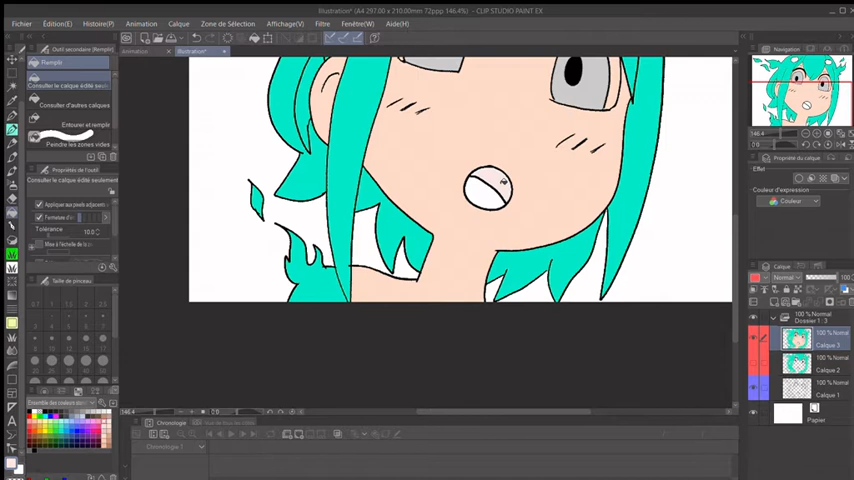 Illustration* (A4 297.00 x 210.00mm 72ppp 146.4%) - CLIP STUDIO PAINT EX
Fichier Édition(E) Histoire(P) Animation Calque Zone de Sélection Affichage(V) Filtre Fenêtre(W) Aide(H)
Outil secondaire (Remplir)
Animation Illustration*
Navigation
Remplir
Consulter le calque édité seul
Consulter d'autres calques
Entourer et remplir
Peindre les zones vides
146.4
Propriétés de l'outil
Propriété du calque
Consulter le calque édité seulement
Effet
Appliquer aux pixels adjacents
Couleur d'expression
Couleur
Tolérance 10.0
Mise à l'échelle de la
Taille de pinceau
Calque
Normal 100
100 % Normal
Dossier 1 : 3
100 % Normal
Calque 3
100 % Normal
Calque 2
100 % Normal
Calque 1
Papier
Ensemble des couleurs
146.4
Chronologie
Chronologie 1